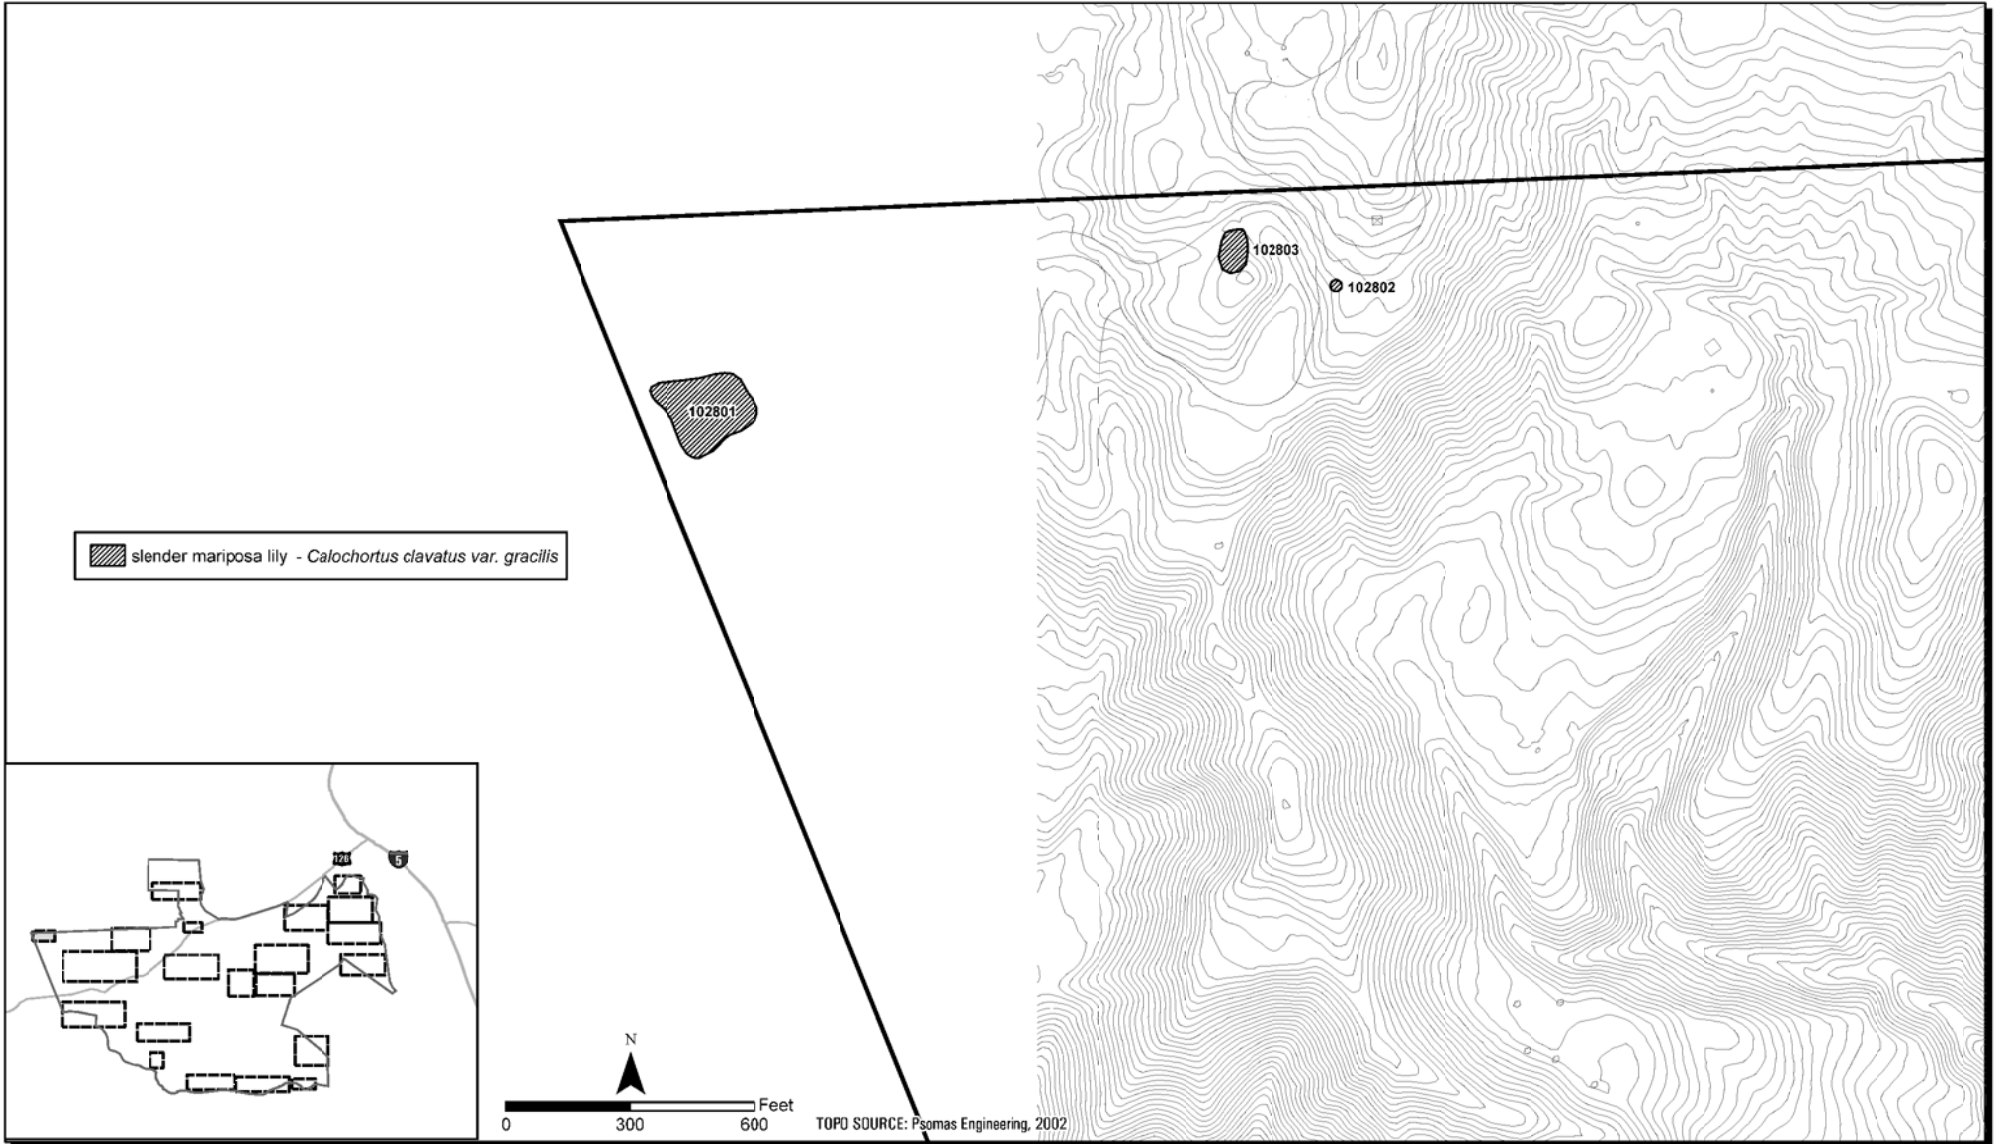 102803
102802
102801
slender mariposa lily - Calochortus clavatus var. gracilis
126
5
N
Feet
0 300 600
TOPO SOURCE: Psomas Engineering, 2002